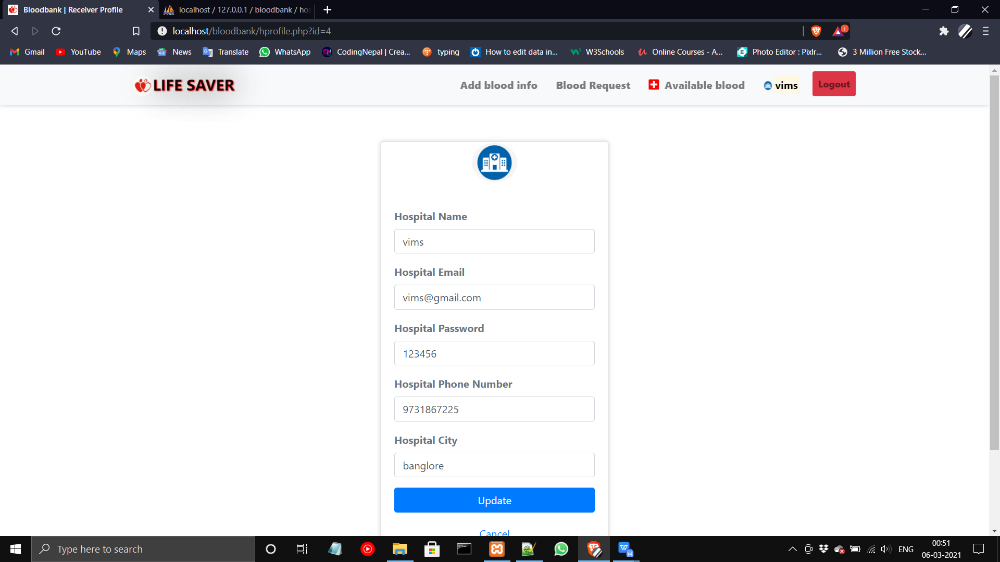 Bloodbank | Receiver Profile
localhost / 127.0.0.1 / bloodbank / hos
localhost/bloodbank/hprofile.php?id=4
1
Gmail
YouTube
Maps
News
Translate
WhatsApp
CodingNepal | Crea...
typing
How to edit data in...
W3Schools
Online Courses - A...
Photo Editor : Pixlr...
3 Million Free Stock...
LIFE SAVER
Add blood info
Blood Request
Available blood
vims
Logout
Hospital Name
vims
Hospital Email
vims@gmail.com
Hospital Password
123456
Hospital Phone Number
9731867225
Hospital City
banglore
Update
Cancel
Type here to search
ENG
00:51
06-03-2021